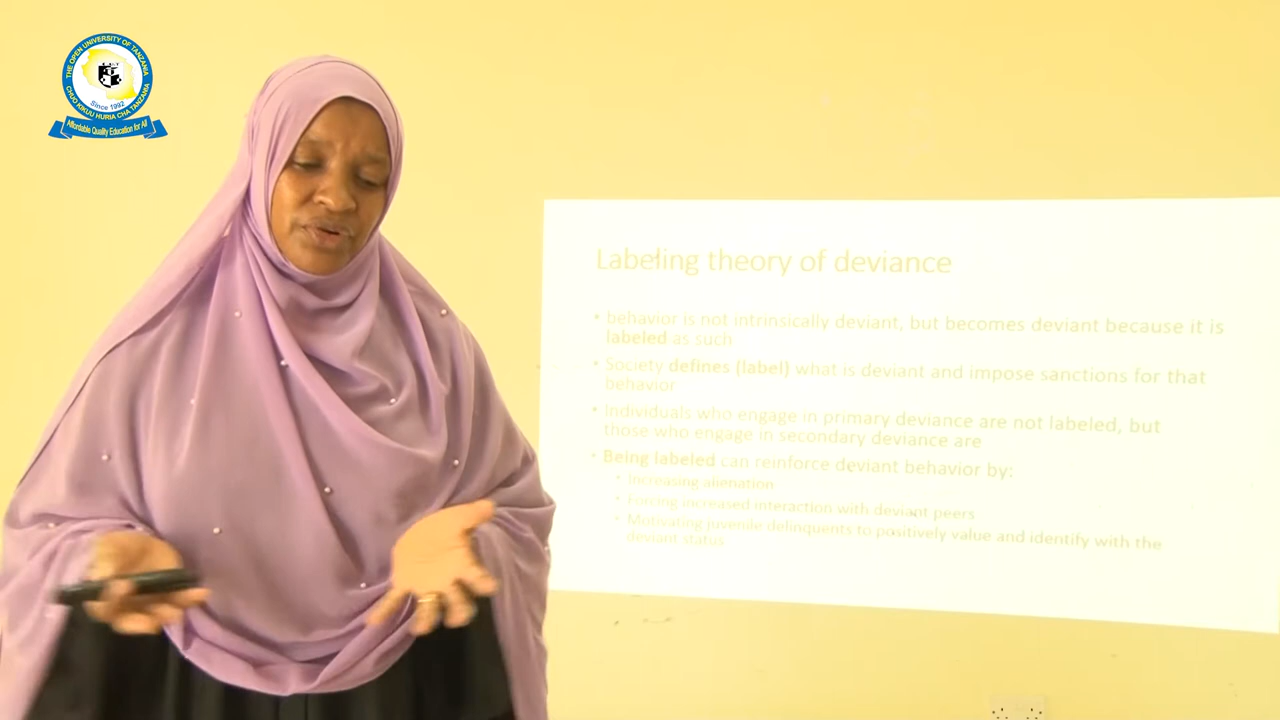 THE OPEN UNIVERSITY OF TANZANIA
CHUO KIKUU HURIA CHA TANZANIA
Since 1992
Affordable Quality Education for All
Labeling theory of deviance
• behavior is not intrinsically deviant, but becomes deviant because it is
labeled as such
• Society defines (label) what is deviant and impose sanctions for that
behavior
• Individuals who engage in primary deviance are not labeled, but
those who engage in secondary deviance are
• Being labeled can reinforce deviant behavior by:
• Increasing alienation
• Forcing increased interaction with deviant peers
• Motivating juvenile delinquents to positively value and identify with the
deviant status